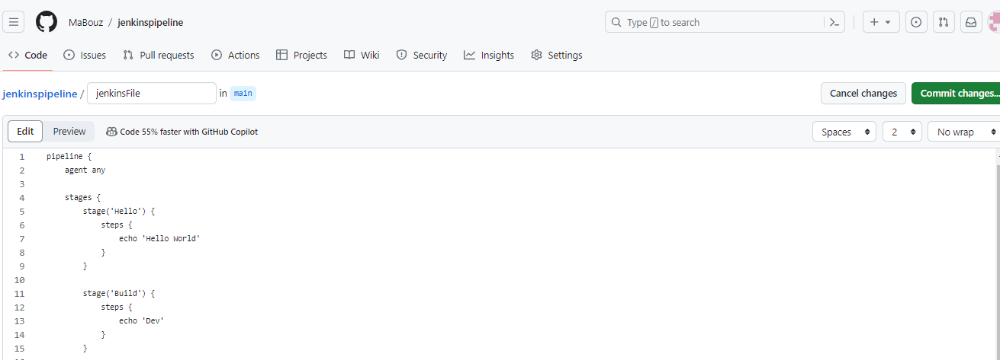 MaBouz / jenkinspipeline
Type / to search
Code Issues Pull requests Actions Projects Wiki Security Insights Settings
jenkinspipeline / jenkinsFile in main Cancel changes Commit changes...
Edit Preview Code 55% faster with GitHub Copilot Spaces 2 No wrap
1 pipeline {
2 agent any
3
4 stages {
5 stage('Hello') {
6 steps {
7 echo 'Hello World'
8 }
9 }
10
11 stage('Build') {
12 steps {
13 echo 'Dev'
14 }
15 }